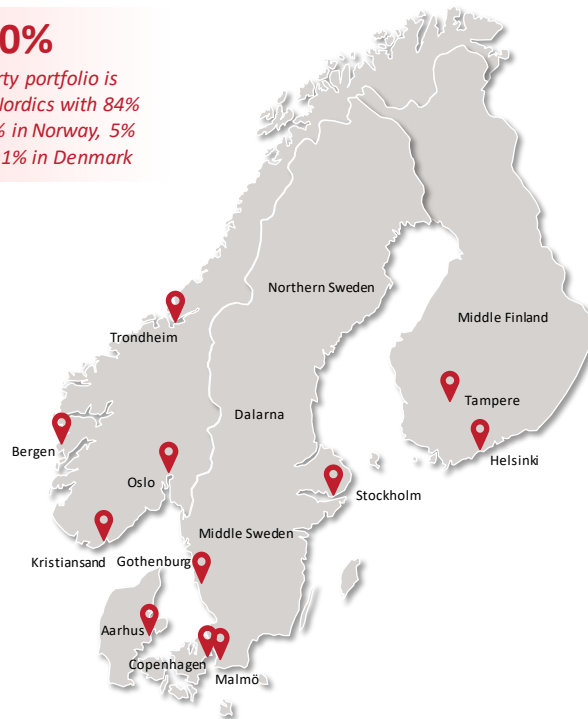 0%
rty portfolio is
Nordics with 84%
% in Norway, 5%
1% in Denmark
Northern Sweden
Middle Finland
Trondheim
Tampere
Dalarna
Bergen
Helsinki
Oslo
Stockholm
Middle Sweden
Kristiansand
Gothenburg
Aarhus
Copenhagen
Malmö